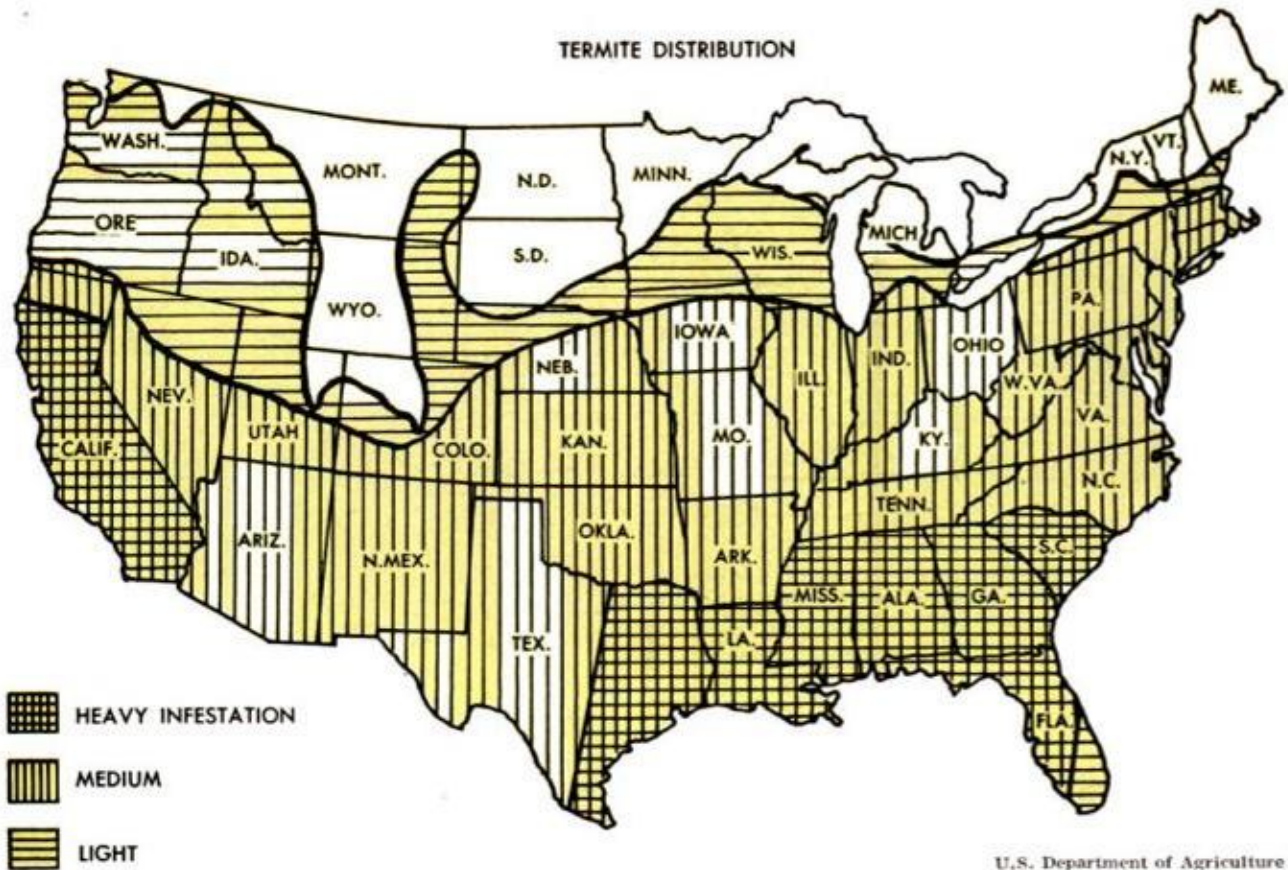 TERMITE DISTRIBUTION
ME.
WASH.
MONT.
N.D.
MINN.
N.Y.
VT.
ORE
IDA.
S.D.
WIS.
MICH
WYO.
PA.
IOWA
NEB.
OHIO
ILL.
IND.
W.VA.
NEV.
UTAH
COLO.
KAN.
MO.
KY.
VA.
CALIF.
N.C.
TENN.
ARIZ.
N.MEX.
OKLA.
ARK.
S.C.
MISS.
ALA.
GA.
TEX.
LA.
FLA.
HEAVY INFESTATION
MEDIUM
LIGHT
U.S. Department of Agriculture